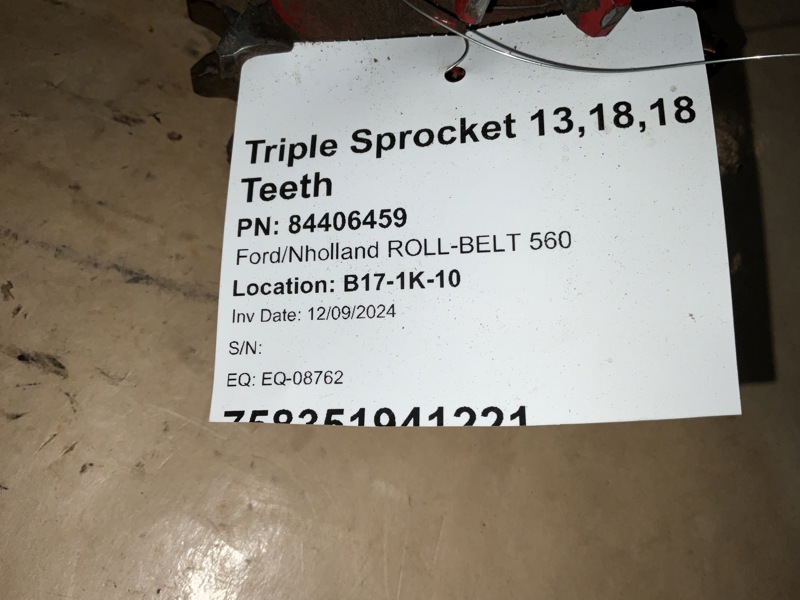 Triple Sprocket 13,18,18
Teeth
PN: 84406459
Ford/Nholland ROLL-BELT 560
Location: B17-1K-10
Inv Date: 12/09/2024
S/N:
EQ: EQ-08762
758351941221